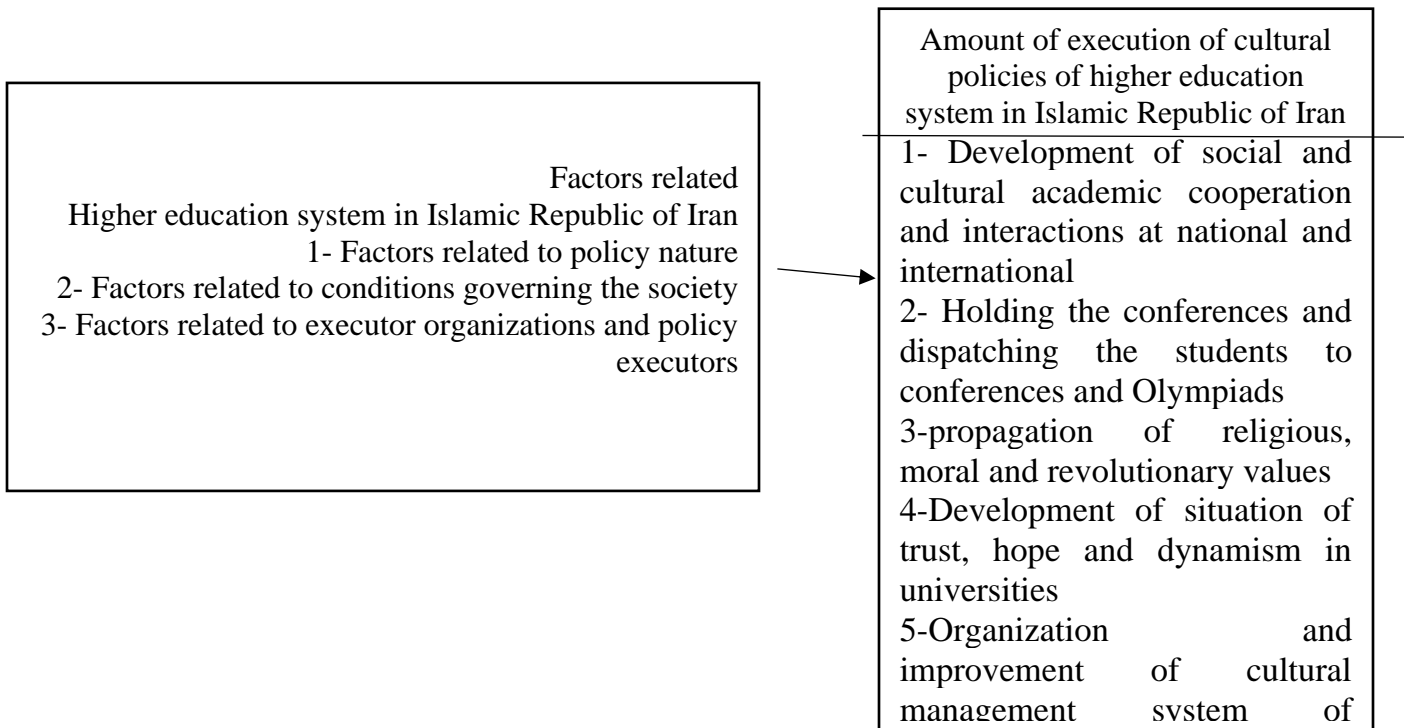 Factors related
Higher education system in Islamic Republic of Iran
1- Factors related to policy nature
2- Factors related to conditions governing the society
3- Factors related to executor organizations and policy
executors
Amount of execution of cultural
policies of higher education
system in Islamic Republic of Iran
1- Development of social and
cultural academic cooperation
and interactions at national and
international
2- Holding the conferences and
dispatching the students to
conferences and Olympiads
3-propagation of religious,
moral and revolutionary values
4-Development of situation of
trust, hope and dynamism in
universities
5-Organization and
improvement of cultural
management system of